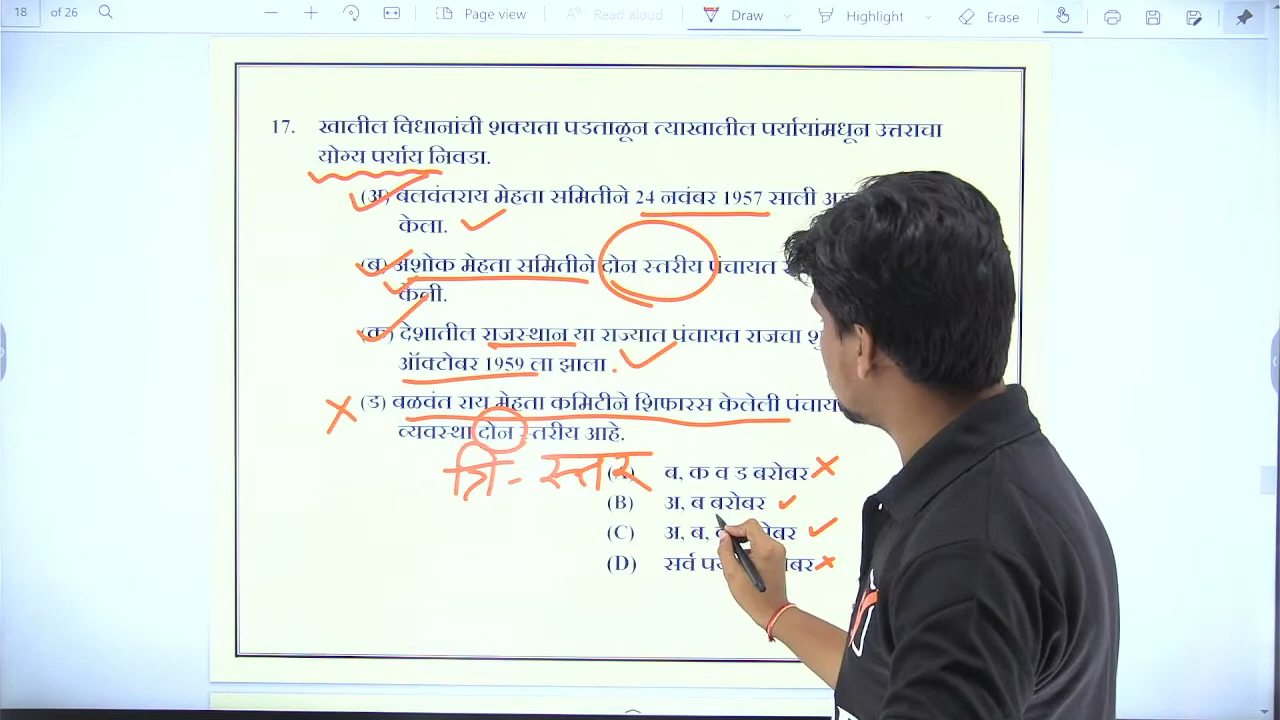 18 of 26 Page view Read aloud Draw Highlight Erase
17. खालील विधानांची शक्यता पडताळून त्याखालील पर्यायांमधून उत्तराचा
योग्य पर्याय निवडा.
(अ) बलवंतराय मेहता समितीने 24 नवंबर 1957 साली
केला.
(ब) अशोक मेहता समितीने दोन स्तरीय पंचायत
केली.
(क) देशातील राजस्थान या राज्यात पंचायत राजचा
ऑक्टोबर 1959 ला झाला.
(ड) बळवंत राय मेहता कमिटीने शिफारस केलेली
व्यवस्था दोन स्तरीय आहे.
त्रि - स्तर
(A) ब, क व ड बरोबर
(B) अ, ब बरोबर
(C) अ, ब,
(D) सर्व